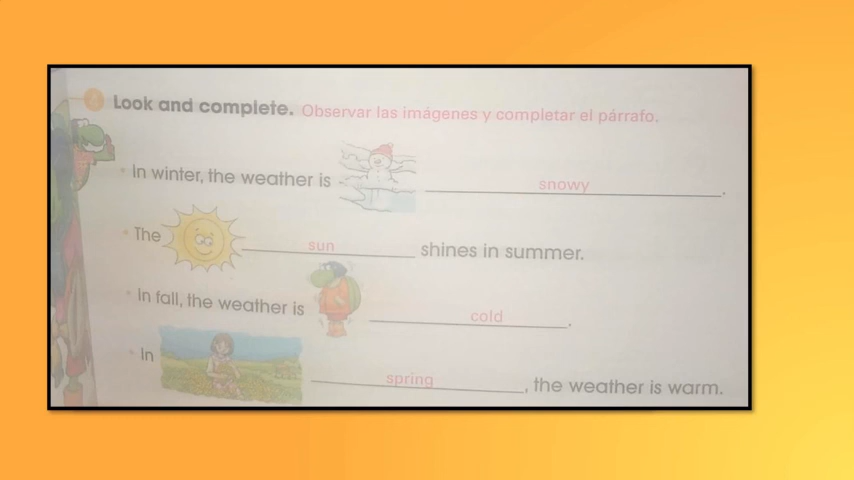 Look and complete. Observar las imágenes y completar el párrafo.
• In winter, the weather is snowy.
• The sun shines in summer.
• In fall, the weather is cold.
• In spring, the weather is warm.